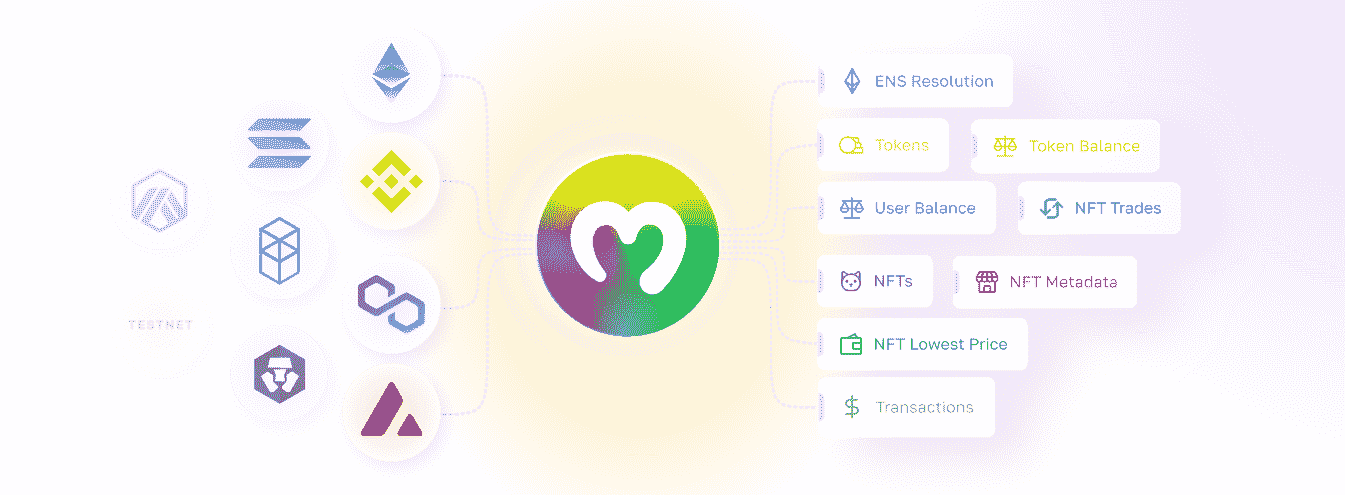 ENS Resolution
Tokens
Token Balance
User Balance
NFT Trades
NFTs
NFT Metadata
TESTNET
NFT Lowest Price
Transactions